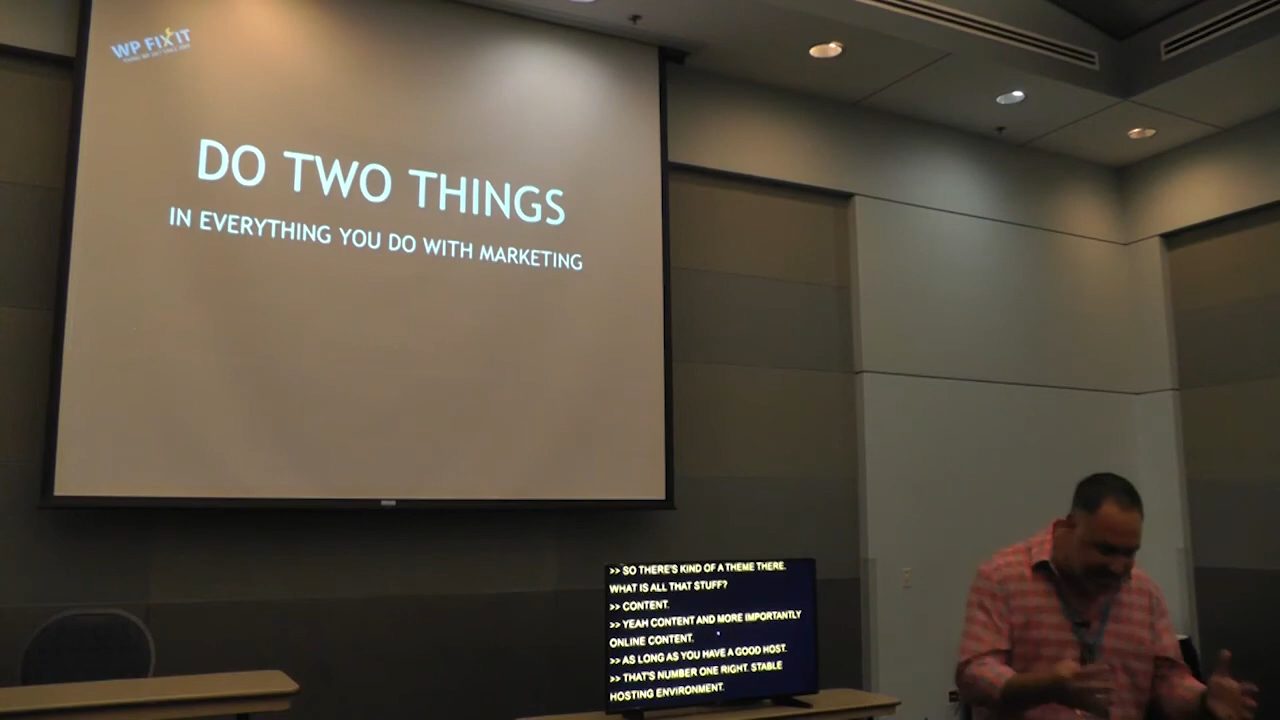 WP FIX IT
DO TWO THINGS
IN EVERYTHING YOU DO WITH MARKETING
>> SO THERE'S KIND OF A THEME THERE.
WHAT IS ALL THAT STUFF?
>> CONTENT.
>> YEAH CONTENT AND MORE IMPORTANTLY
ONLINE CONTENT.
>> AS LONG AS YOU HAVE A GOOD HOST.
>> THAT'S NUMBER ONE RIGHT. STABLE
HOSTING ENVIRONMENT.